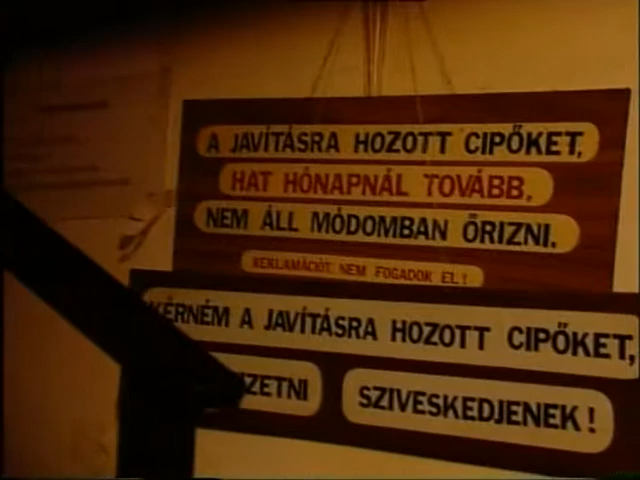 A JAVÍTÁSRA HOZOTT CIPŐKET,
HAT HÓNAPNÁL TOVÁBB,
NEM ÁLL MÓDOMBAN ŐRIZNI.
REKLAMÁCIÓT NEM FOGADOK EL!
KÉRNÉM A JAVÍTÁSRA HOZOTT CIPŐKET,
SZIVESKEDJENEK!